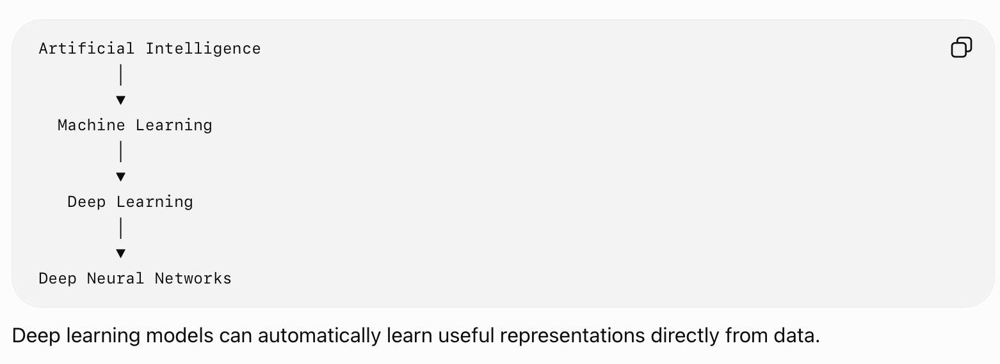 Artificial Intelligence
│
▼
Machine Learning
│
▼
Deep Learning
│
▼
Deep Neural Networks
Deep learning models can automatically learn useful representations directly from data.